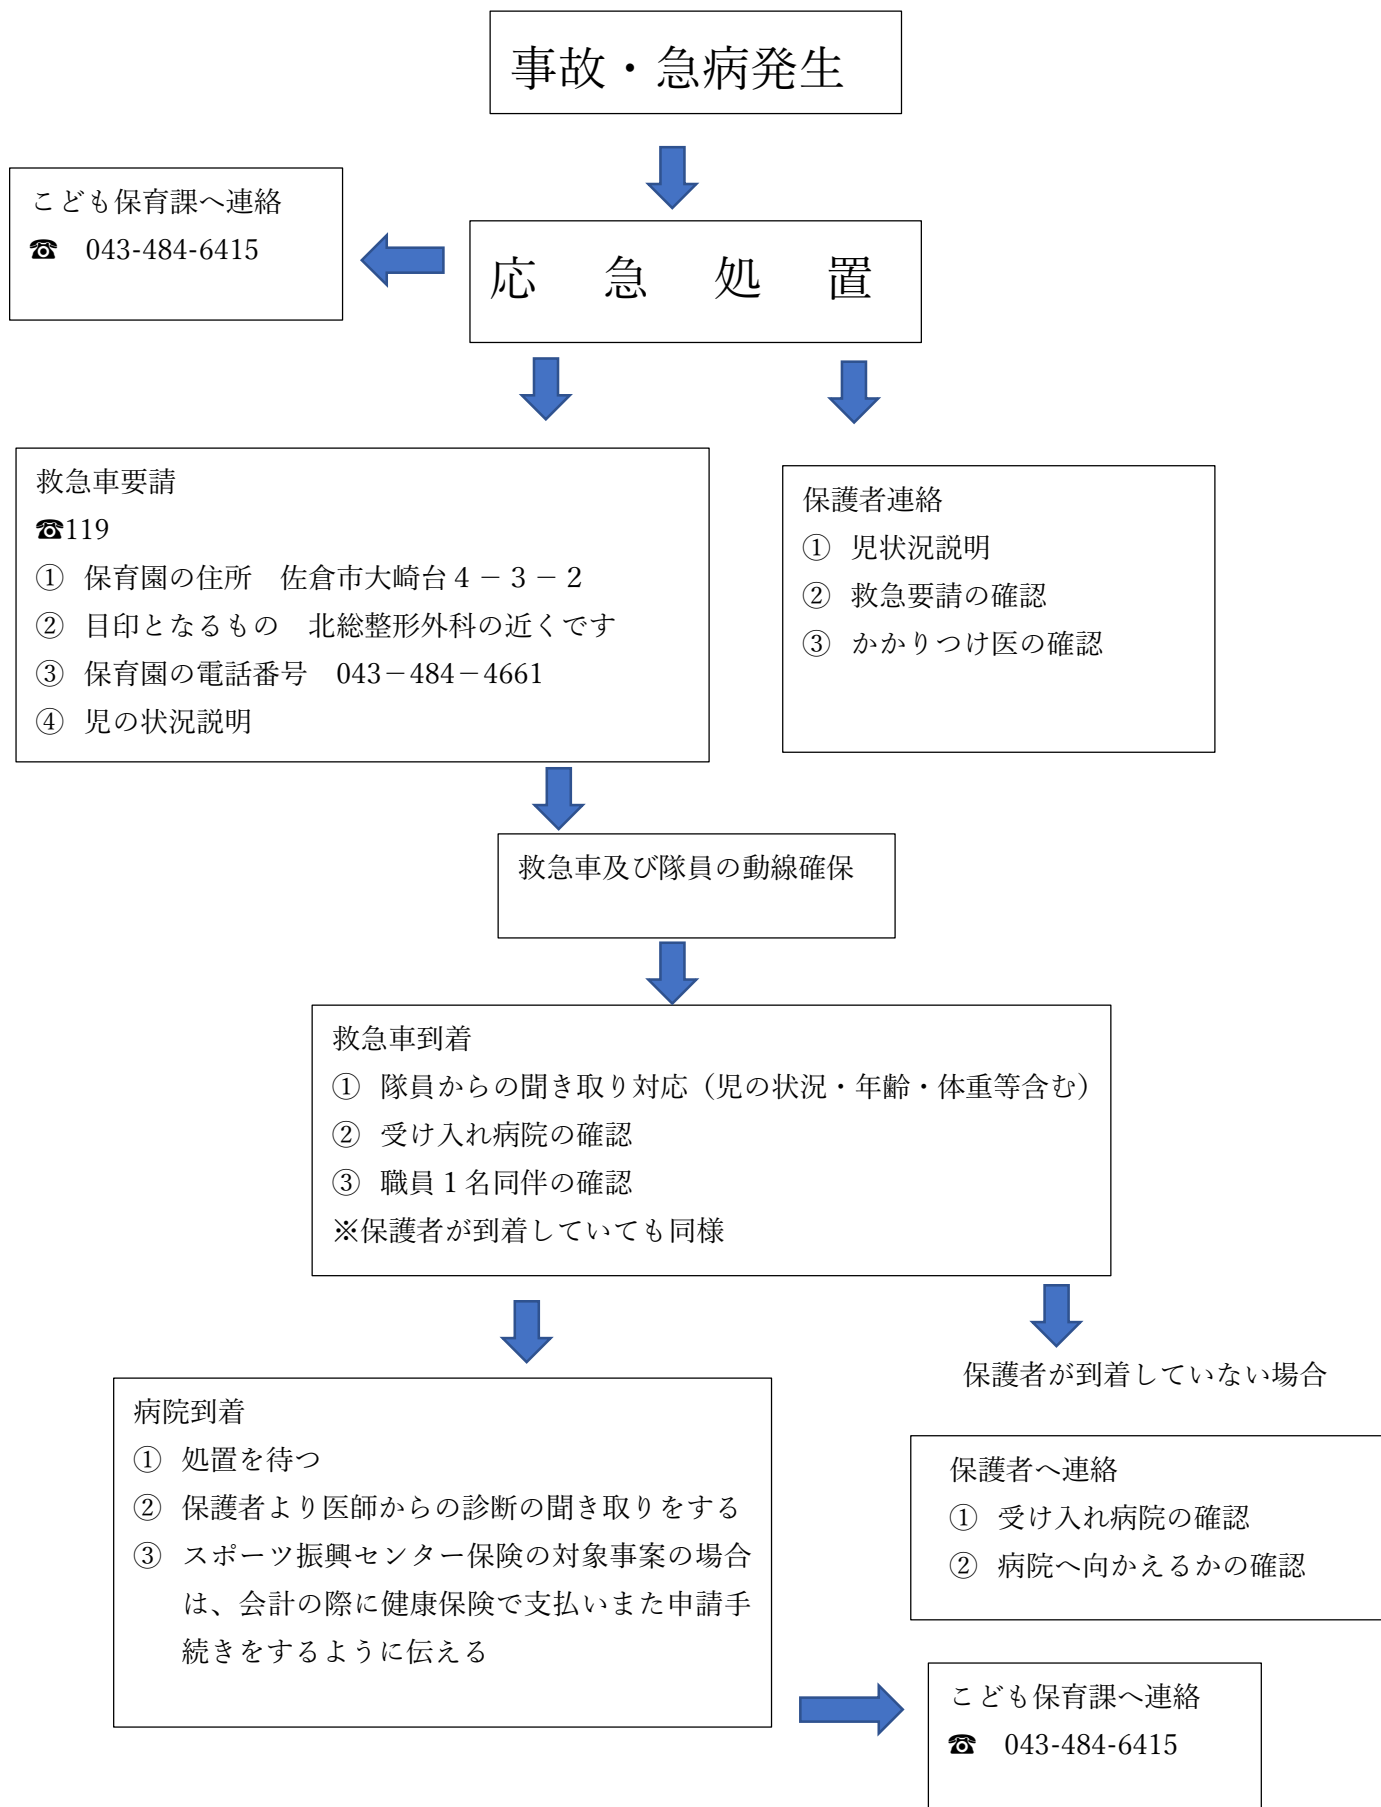 事故・急病発生
こども保育課へ連絡
☎　043-484-6415
応　急　処　置
救急車要請
☎119
① 保育園の住所　佐倉市大崎台４－３－２
② 目印となるもの　北総整形外科の近くです
③ 保育園の電話番号　043－484－4661
④ 児の状況説明
保護者連絡
① 児状況説明
② 救急要請の確認
③ かかりつけ医の確認
救急車及び隊員の動線確保
救急車到着
① 隊員からの聞き取り対応（児の状況・年齢・体重等含む）
② 受け入れ病院の確認
③ 職員１名同伴の確認
※保護者が到着していても同様
病院到着
① 処置を待つ
② 保護者より医師からの診断の聞き取りをする
③ スポーツ振興センター保険の対象事案の場合
は、会計の際に健康保険で支払いまた申請手
続きをするように伝える
保護者が到着していない場合
保護者へ連絡
① 受け入れ病院の確認
② 病院へ向かえるかの確認
こども保育課へ連絡
☎　043-484-6415